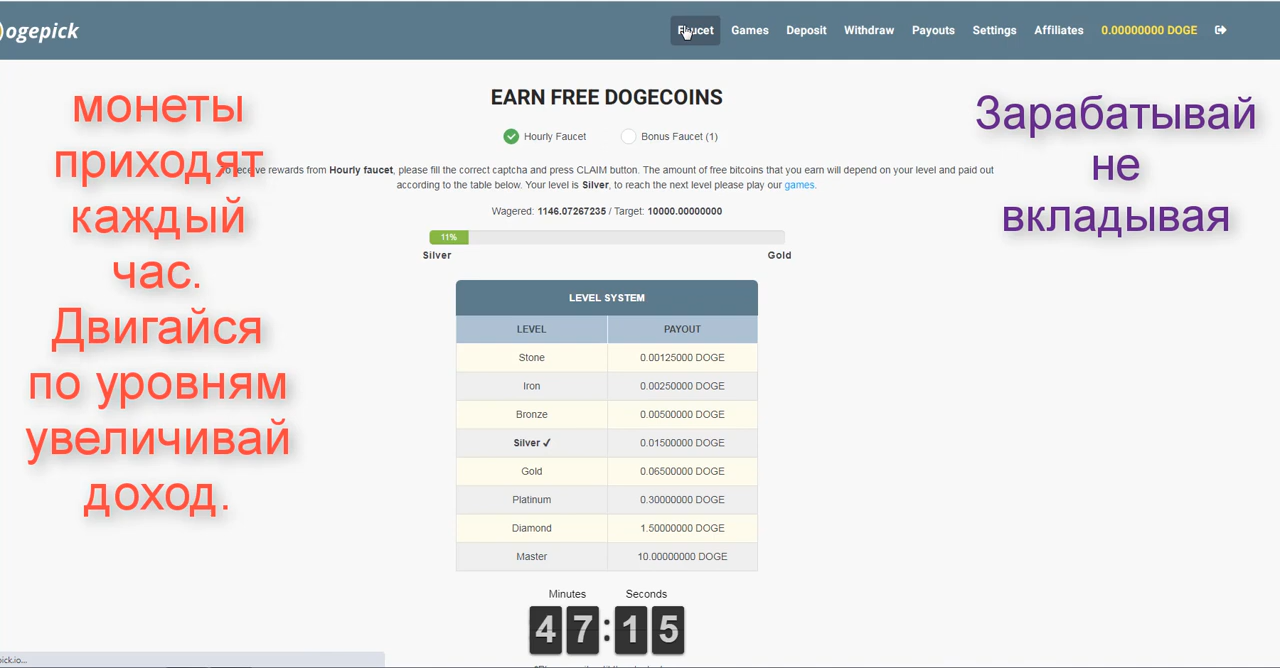 ogepick
Faucet Games Deposit Withdraw Payouts Settings Affiliates 0.00000000 DOGE
монеты
приходят
каждый
час.
Двигайся
по уровням
увеличивай
доход.
EARN FREE DOGECOINS
Hourly Faucet Bonus Faucet (1)
To receive rewards from Hourly faucet, please fill the correct captcha and press CLAIM button. The amount of free bitcoins that you earn will depend on your level and paid out
according to the table below. Your level is Silver, to reach the next level please play our games.
Wagered: 1146.07267235 / Target: 10000.00000000
11%
Silver Gold
LEVEL SYSTEM
LEVEL PAYOUT
Stone 0.00125000 DOGE
Iron 0.00250000 DOGE
Bronze 0.00500000 DOGE
Silver ✓ 0.01500000 DOGE
Gold 0.06500000 DOGE
Platinum 0.30000000 DOGE
Diamond 1.50000000 DOGE
Master 10.00000000 DOGE
Minutes Seconds
47:15
Зарабатывай
не
вкладывая
pick.io...